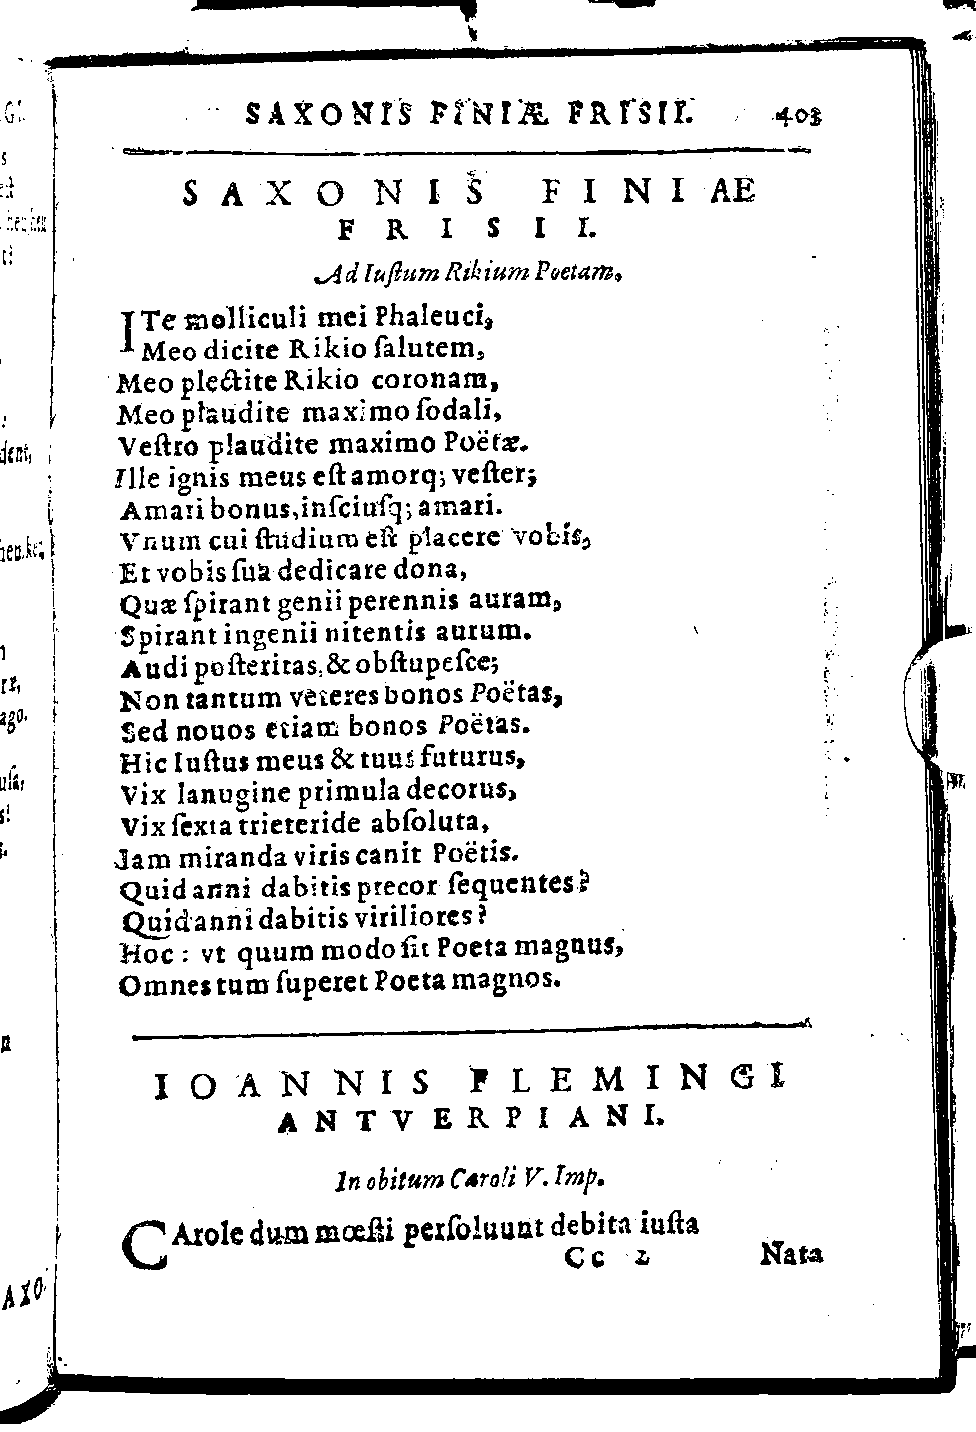 SAXONIS FINIÆ FRISII. 403
SAXONIS FINIAE
FRISII.
Ad Iuſtum Rikium Poetam,
ITe molliculi mei Phaleuci,
Meo dicite Rikio ſalutem,
Meo plectite Rikio coronam,
Meo plaudite maximo ſodali,
Veſtro plaudite maximo Poëtæ.
Ille ignis meus eſt amorq; veſter;
Amari bonus, inſciuſq; amari.
Vnum cui ſtudium eſt placere vobis,
Et vobis ſua dedicare dona,
Quæ ſpirant genii perennis auram,
Spirant ingenii nitentis aurum.
Audi poſteritas, & obſtupeſce;
Non tantum veteres bonos Poëtas,
Sed nouos etiam bonos Poëtas.
Hic Iuſtus meus & tuus futurus,
Vix lanugine primula decorus,
Vix ſexta trieteride abſoluta,
Jam miranda viris canit Poëtis.
Quid anni dabitis precor ſequentes?
Quid anni dabitis viriliores?
Hoc: vt quum modo ſit Poeta magnus,
Omnes tum ſuperet Poeta magnos.
IOANNIS FLEMINGI
ANTVERPIANI.
In obitum Caroli V. Imp.
CArole dum mœſti perſoluunt debita iuſta
Cc 2 Nata